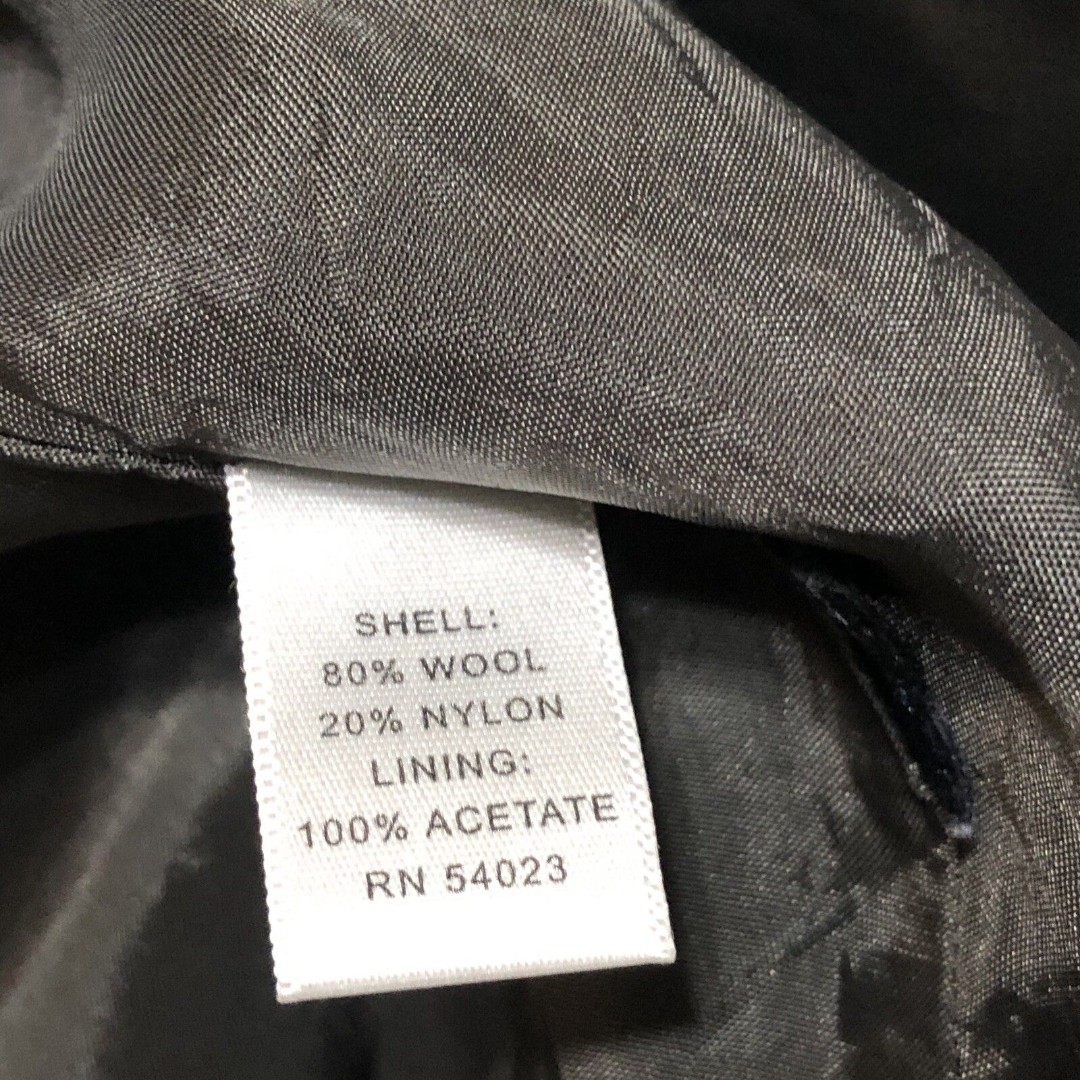 SHELL:
80% WOOL
20% NYLON
LINING:
100% ACETATE
RN 54023